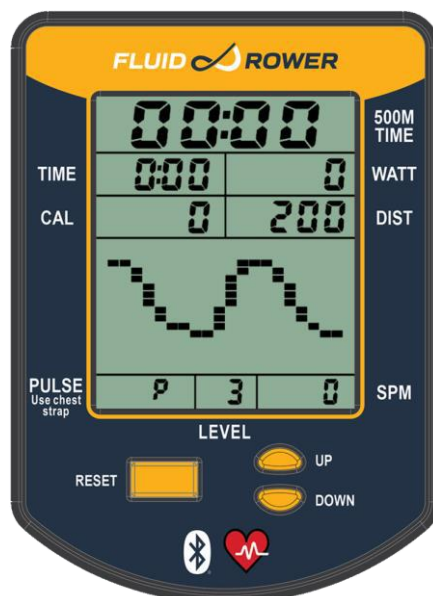 FLUID ROWER
00:00
500M
TIME
TIME
0:00
0
WATT
CAL
0
200
DIST
PULSE
Use chest
strap
P
3
0
SPM
LEVEL
RESET
UP
DOWN